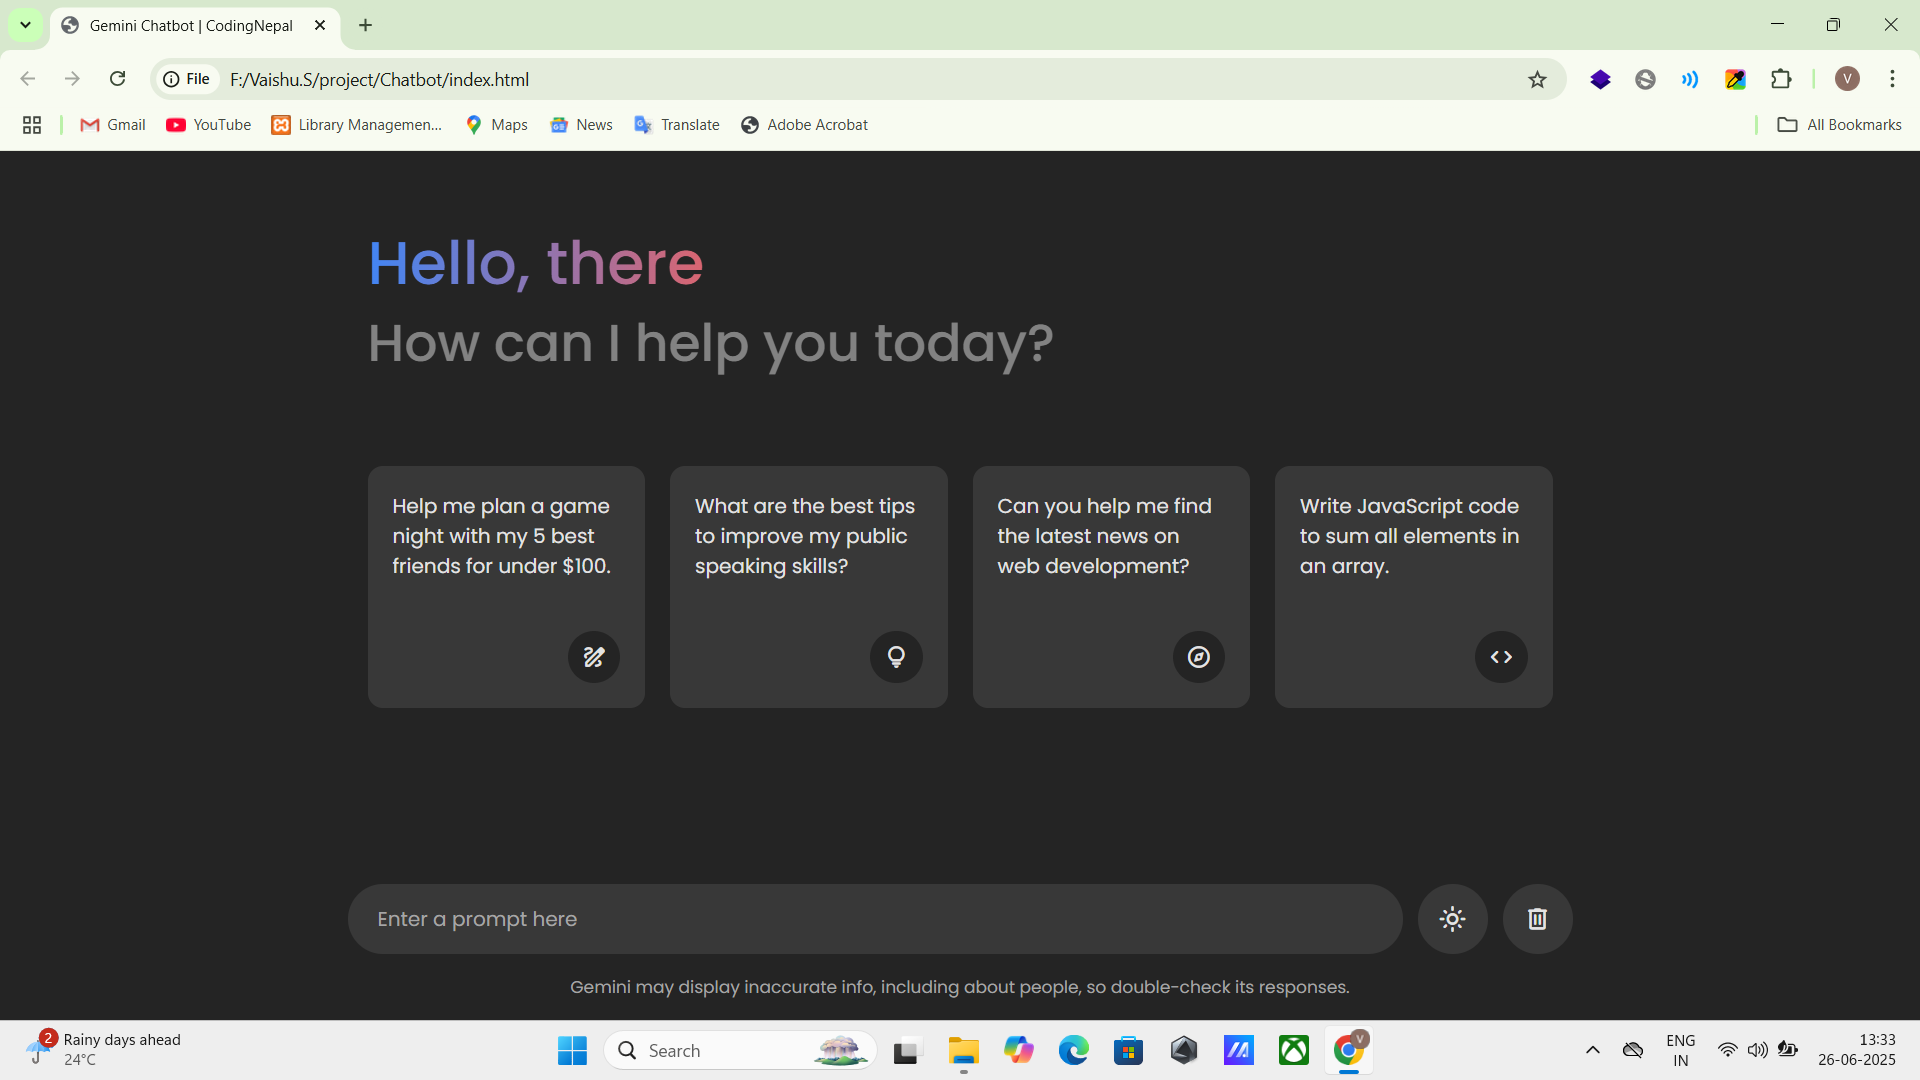 Gemini Chatbot | CodingNepal
File
F:/Vaishu.S/project/Chatbot/index.html
V
Gmail
YouTube
Library Managemen...
Maps
News
Translate
Adobe Acrobat
All Bookmarks
Hello, there
How can I help you today?
Help me plan a game
night with my 5 best
friends for under $100.
What are the best tips
to improve my public
speaking skills?
Can you help me find
the latest news on
web development?
Write JavaScript code
to sum all elements in
an array.
Enter a prompt here
Gemini may display inaccurate info, including about people, so double-check its responses.
2
Rainy days ahead
24°C
Search
V
ENG
IN
13:33
26-06-2025